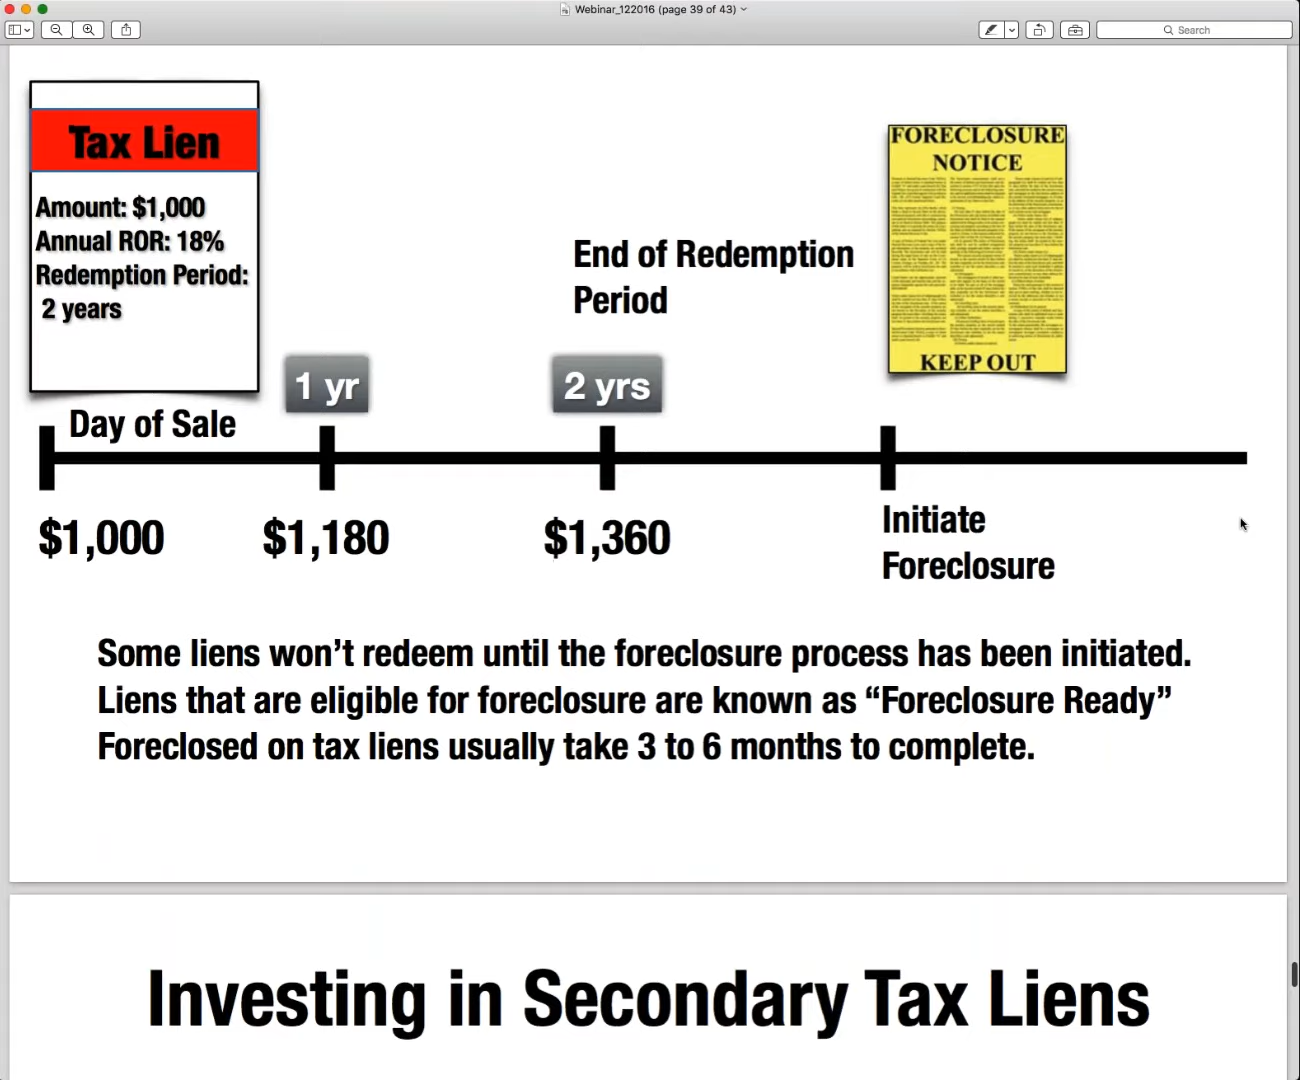 Webinar_122016 (page 39 of 43)
Search
Tax Lien
Amount: $1,000
Annual ROR: 18%
Redemption Period:
2 years
FORECLOSURE
NOTICE
KEEP OUT
End of Redemption
Period
1 yr
2 yrs
Day of Sale
$1,000
$1,180
$1,360
Initiate
Foreclosure
Some liens won’t redeem until the foreclosure process has been initiated.
Liens that are eligible for foreclosure are known as “Foreclosure Ready”
Foreclosed on tax liens usually take 3 to 6 months to complete.
Investing in Secondary Tax Liens